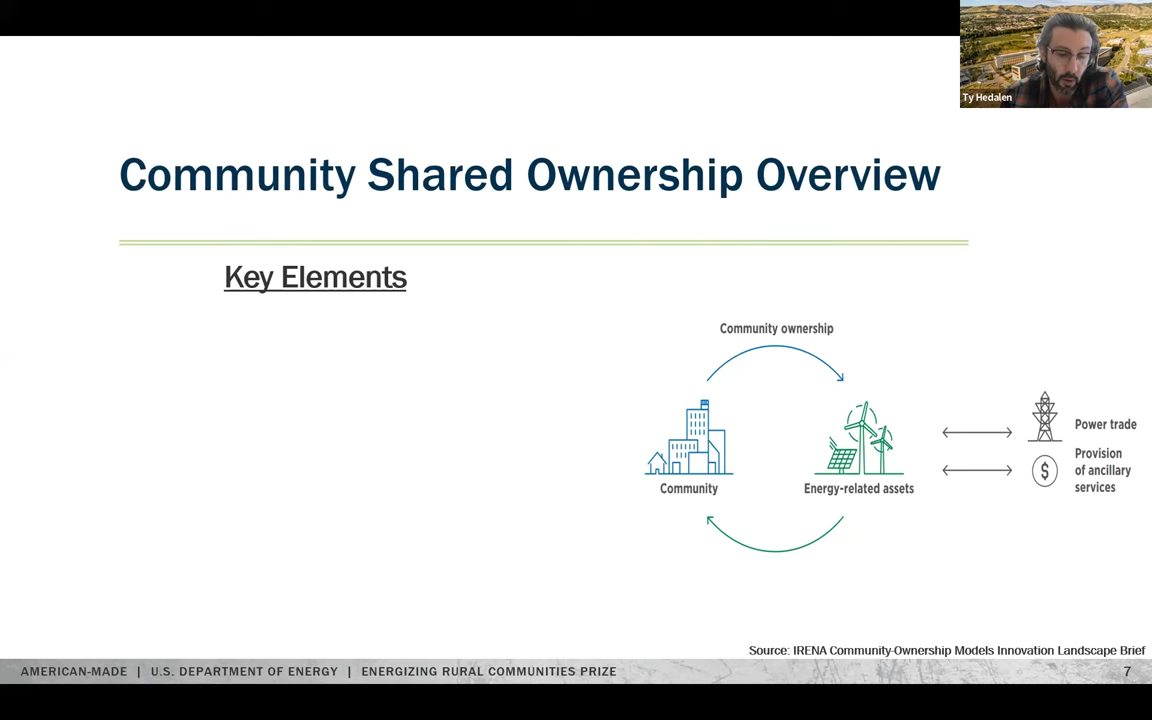 Ty Hedalen
Community Shared Ownership Overview
Key Elements
Community ownership
Community
Energy-related assets
Power trade
Provision
of ancillary
services
$
Source: IRENA Community-Ownership Models Innovation Landscape Brief
AMERICAN-MADE | U.S. DEPARTMENT OF ENERGY | ENERGIZING RURAL COMMUNITIES PRIZE
7